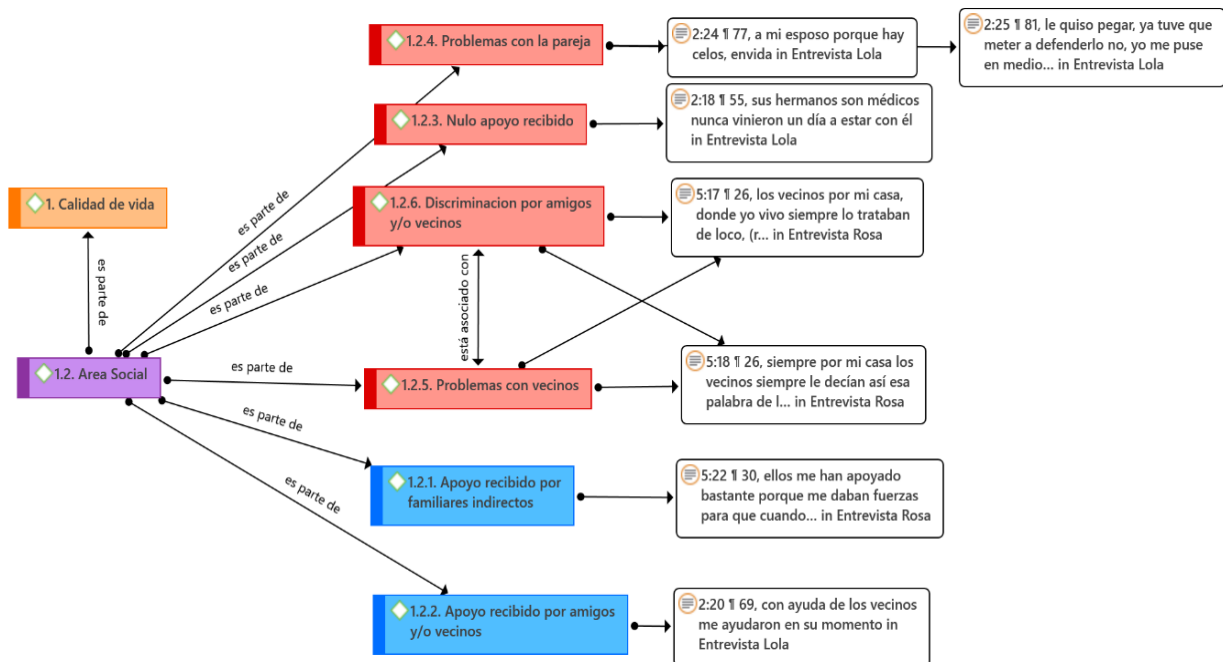 1.2.4. Problemas con la pareja
2:24 ¶ 77, a mi esposo porque hay
celos, envida in Entrevista Lola
2:25 ¶ 81, le quiso pegar, ya tuve que
meter a defenderlo no, yo me puse
en medio... in Entrevista Lola
1.2.3. Nulo apoyo recibido
2:18 ¶ 55, sus hermanos son médicos
nunca vinieron un día a estar con él
in Entrevista Lola
es parte de
1. Calidad de vida
1.2.6. Discriminacion por amigos
y/o vecinos
5:17 ¶ 26, los vecinos por mi casa,
donde yo vivo siempre lo trataban
de loco, (r... in Entrevista Rosa
es parte de
es parte de
es parte de
está asociado con
1.2. Area Social
es parte de
1.2.5. Problemas con vecinos
5:18 ¶ 26, siempre por mi casa los
vecinos siempre le decían así esa
palabra de l... in Entrevista Rosa
es parte de
1.2.1. Apoyo recibido por
familiares indirectos
5:22 ¶ 30, ellos me han apoyado
bastante porque me daban fuerzas
para que cuando... in Entrevista Rosa
es parte de
1.2.2. Apoyo recibido por amigos
y/o vecinos
2:20 ¶ 69, con ayuda de los vecinos
me ayudaron en su momento in
Entrevista Lola